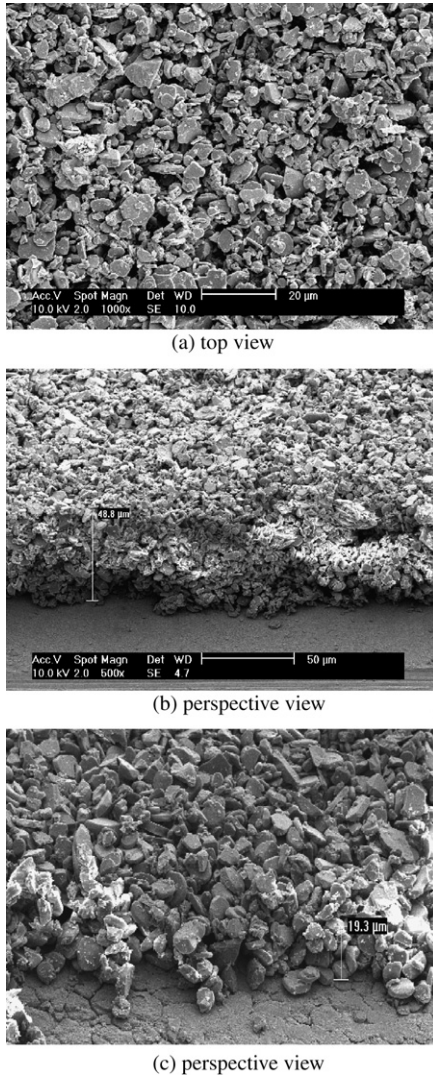 Acc.V Spot Magn Det WD 20 µm
10.0 kV 2.0 1000x SE 10.0
(a) top view
48.8 µm
Acc.V Spot Magn Det WD 50 µm
10.0 kV 2.0 500x SE 4.7
(b) perspective view
19.3 µm
(c) perspective view